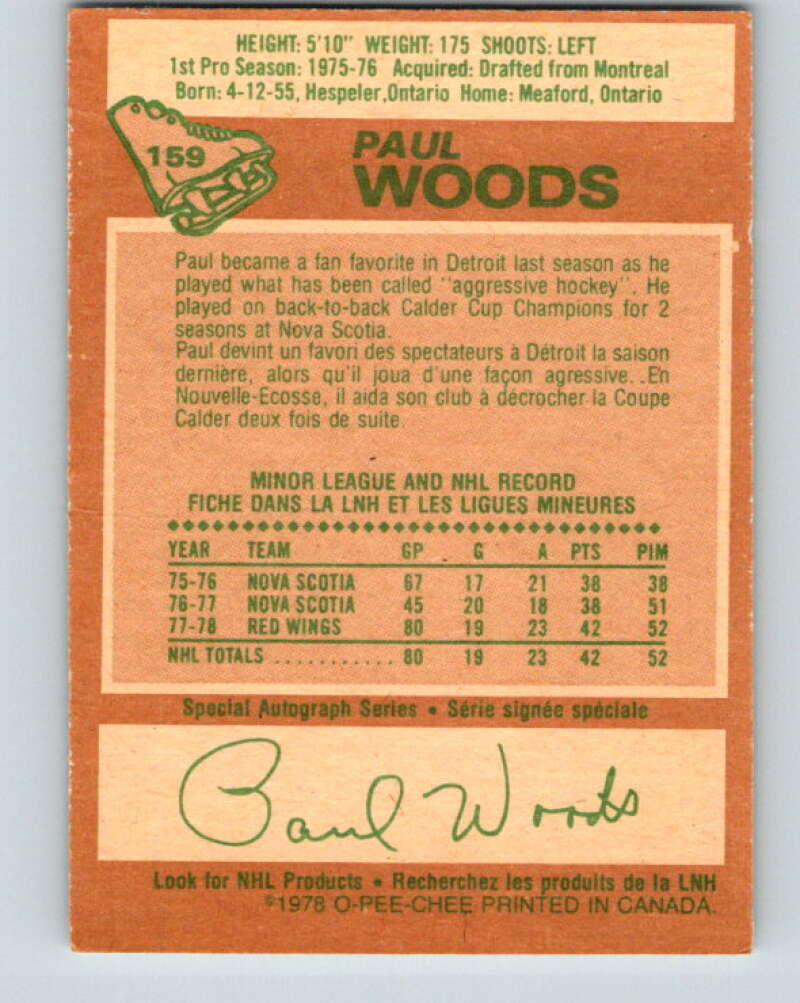 HEIGHT: 5'10" WEIGHT: 175 SHOOTS: LEFT
1st Pro Season: 1975-76 Acquired: Drafted from Montreal
Born: 4-12-55, Hespeler, Ontario Home: Meaford, Ontario
159
PAUL
WOODS
Paul became a fan favorite in Detroit last season as he
played what has been called "aggressive hockey". He
played on back-to-back Calder Cup Champions for 2
seasons at Nova Scotia.
Paul devint un favori des spectateurs à Détroit la saison
dernière, alors qu'il joua d'une façon agressive. .En
Nouvelle-Ecosse, il aida son club à décrocher la Coupe
Calder deux fois de suite.
MINOR LEAGUE AND NHL RECORD
FICHE DANS LA LNH ET LES LIGUES MINEURES
YEAR TEAM GP G A PTS PIM
75-76 NOVA SCOTIA 67 17 21 38 38
76-77 NOVA SCOTIA 45 20 18 38 51
77-78 RED WINGS 80 19 23 42 52
NHL TOTALS ............ 80 19 23 42 52
Special Autograph Series • Série signée spéciale
Paul Woods
Look for NHL Products • Recherchez les produits de la LNH
©1978 O-PEE-CHEE PRINTED IN CANADA.